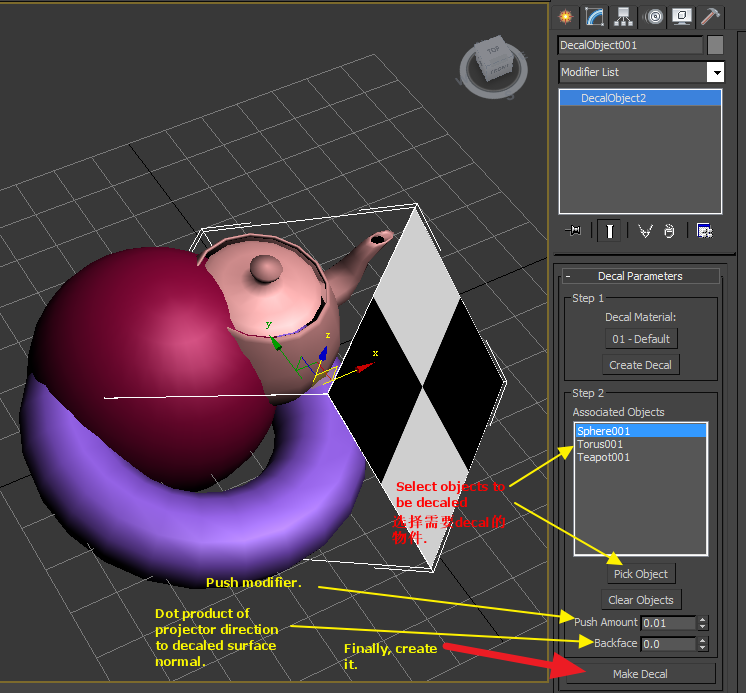 DecalObject001
Modifier List
DecalObject2
TOP
FRONT
y
z
x
Decal Parameters
Step 1
Decal Material:
01 - Default
Create Decal
Step 2
Associated Objects
Sphere001
Torus001
Teapot001
Select objects to
be decaled
选择需要decal的
物件.
Pick Object
Clear Objects
Push modifier.
Push Amount 0.01
Dot product of
projector direction
to decaled surface
normal.
Backface 0.0
Finally, create
it.
Make Decal